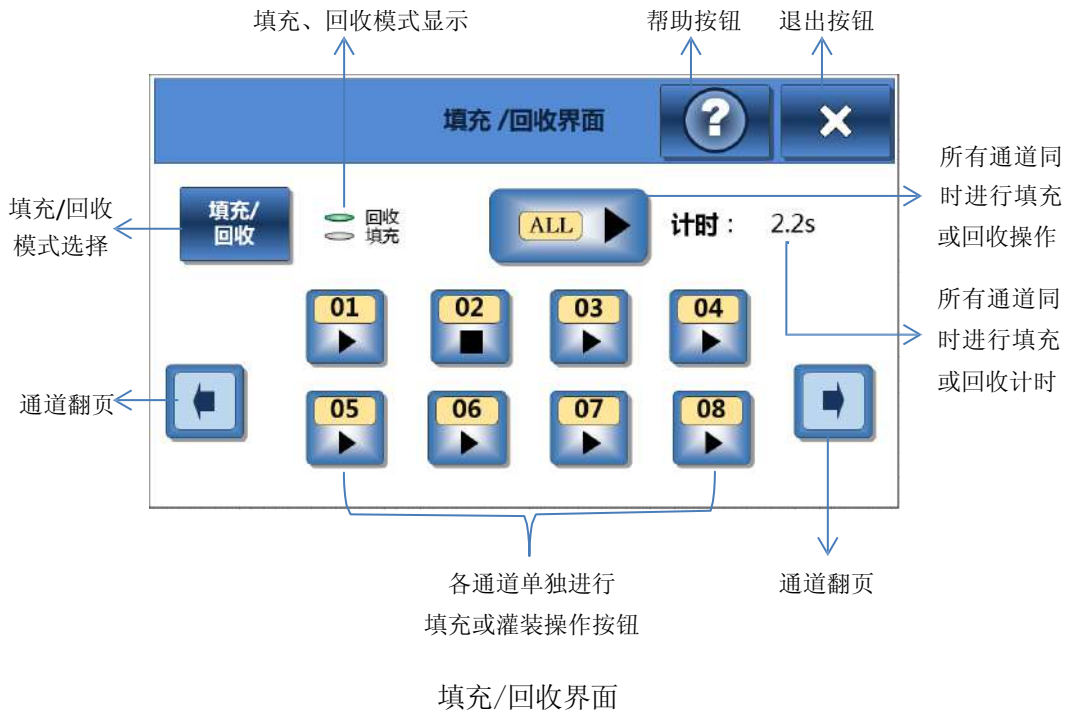 填充、回收模式显示
帮助按钮
退出按钮
填充 /回收界面
?
所有通道同
时进行填充
或回收操作
填充/回收
模式选择
填充/
回收
回收
填充
ALL
计时： 2.2s
所有通道同
时进行填充
或回收计时
01
02
03
04
通道翻页
05
06
07
08
各通道单独进行
填充或灌装操作按钮
通道翻页
填充/回收界面